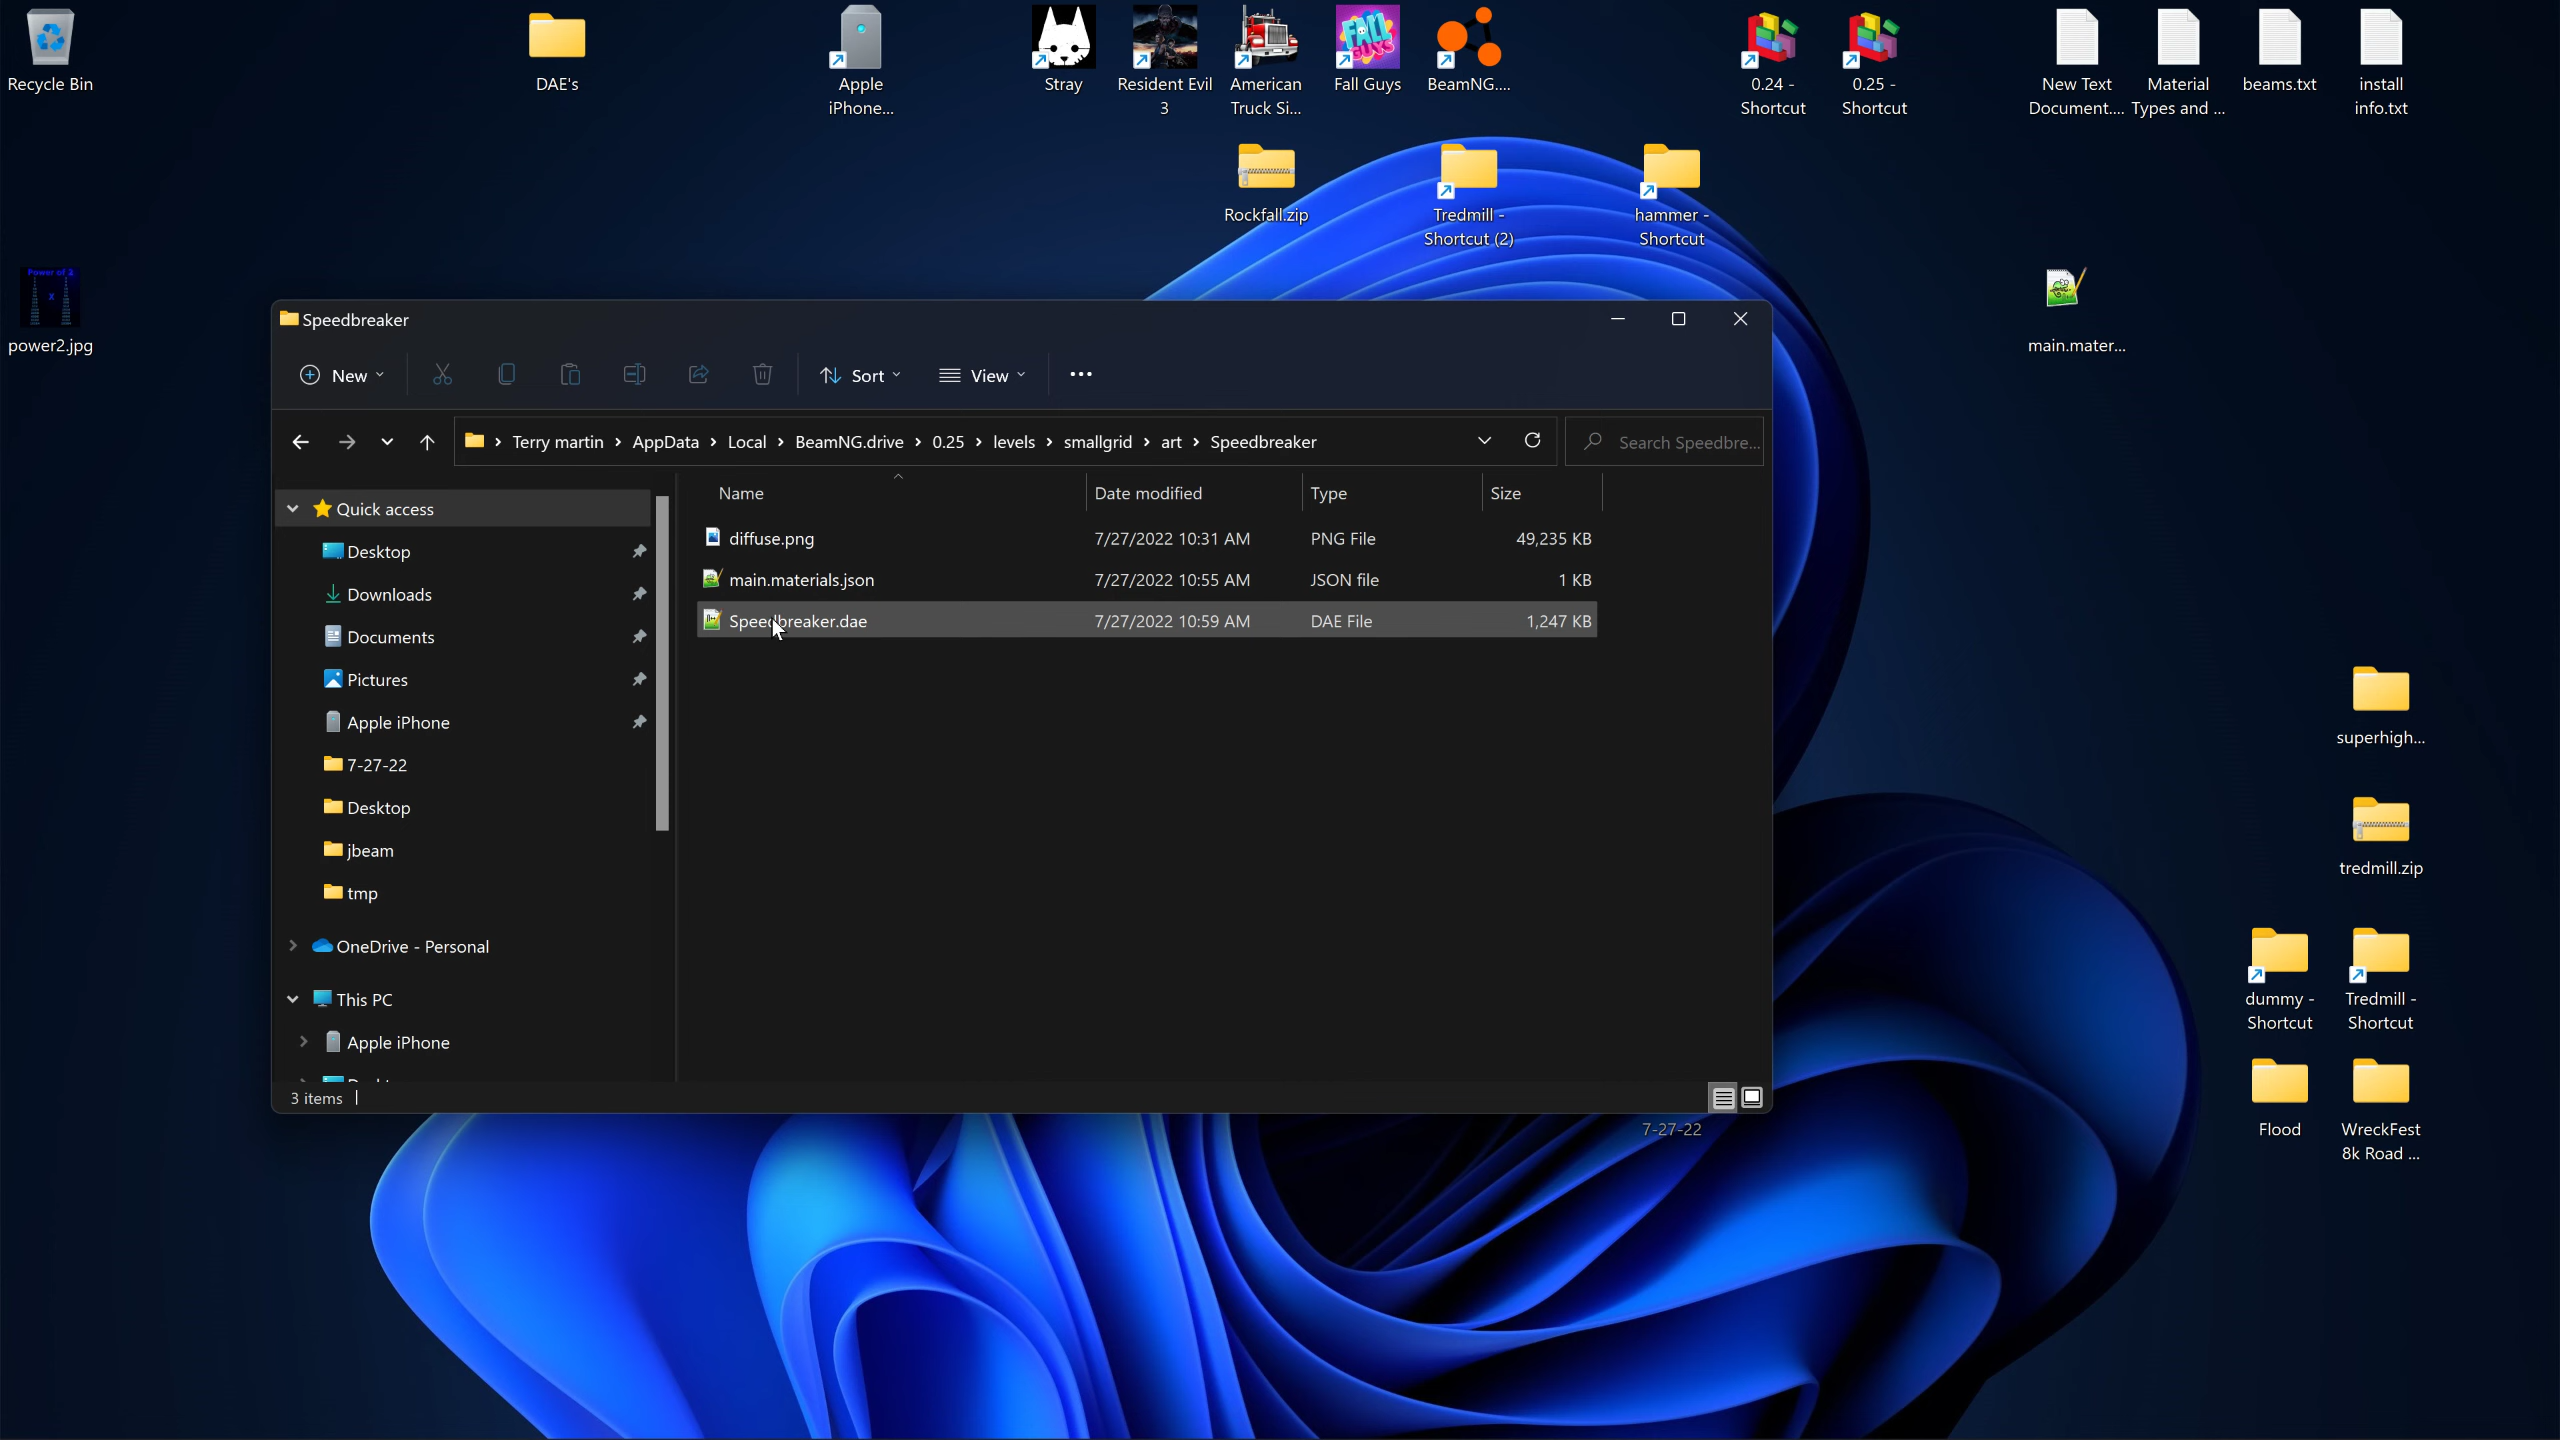 Recycle Bin
DAE's
Apple
iPhone...
Stray
Resident Evil
3
American
Truck Si...
Fall Guys
BeamNG....
0.24 -
Shortcut
0.25 -
Shortcut
New Text
Document....
Material
Types and ...
beams.txt
install
info.txt
FALL
GUYS
Rockfall.zip
Tredmill -
Shortcut (2)
hammer -
Shortcut
Power of 2
X
power2.jpg
main.mater...
Speedbreaker
New
Sort
View
Terry martin
AppData
Local
BeamNG.drive
0.25
levels
smallgrid
art
Speedbreaker
Search Speedbre...
Name
Date modified
Type
Size
diffuse.png
7/27/2022 10:31 AM
PNG File
49,235 KB
main.materials.json
7/27/2022 10:55 AM
JSON file
1 KB
Speedbreaker.dae
7/27/2022 10:59 AM
DAE File
1,247 KB
Quick access
Desktop
Downloads
Documents
Pictures
Apple iPhone
7-27-22
Desktop
jbeam
tmp
OneDrive - Personal
This PC
Apple iPhone
3 items
7-27-22
superhigh...
tredmill.zip
dummy -
Shortcut
Tredmill -
Shortcut
Flood
WreckFest
8k Road ...